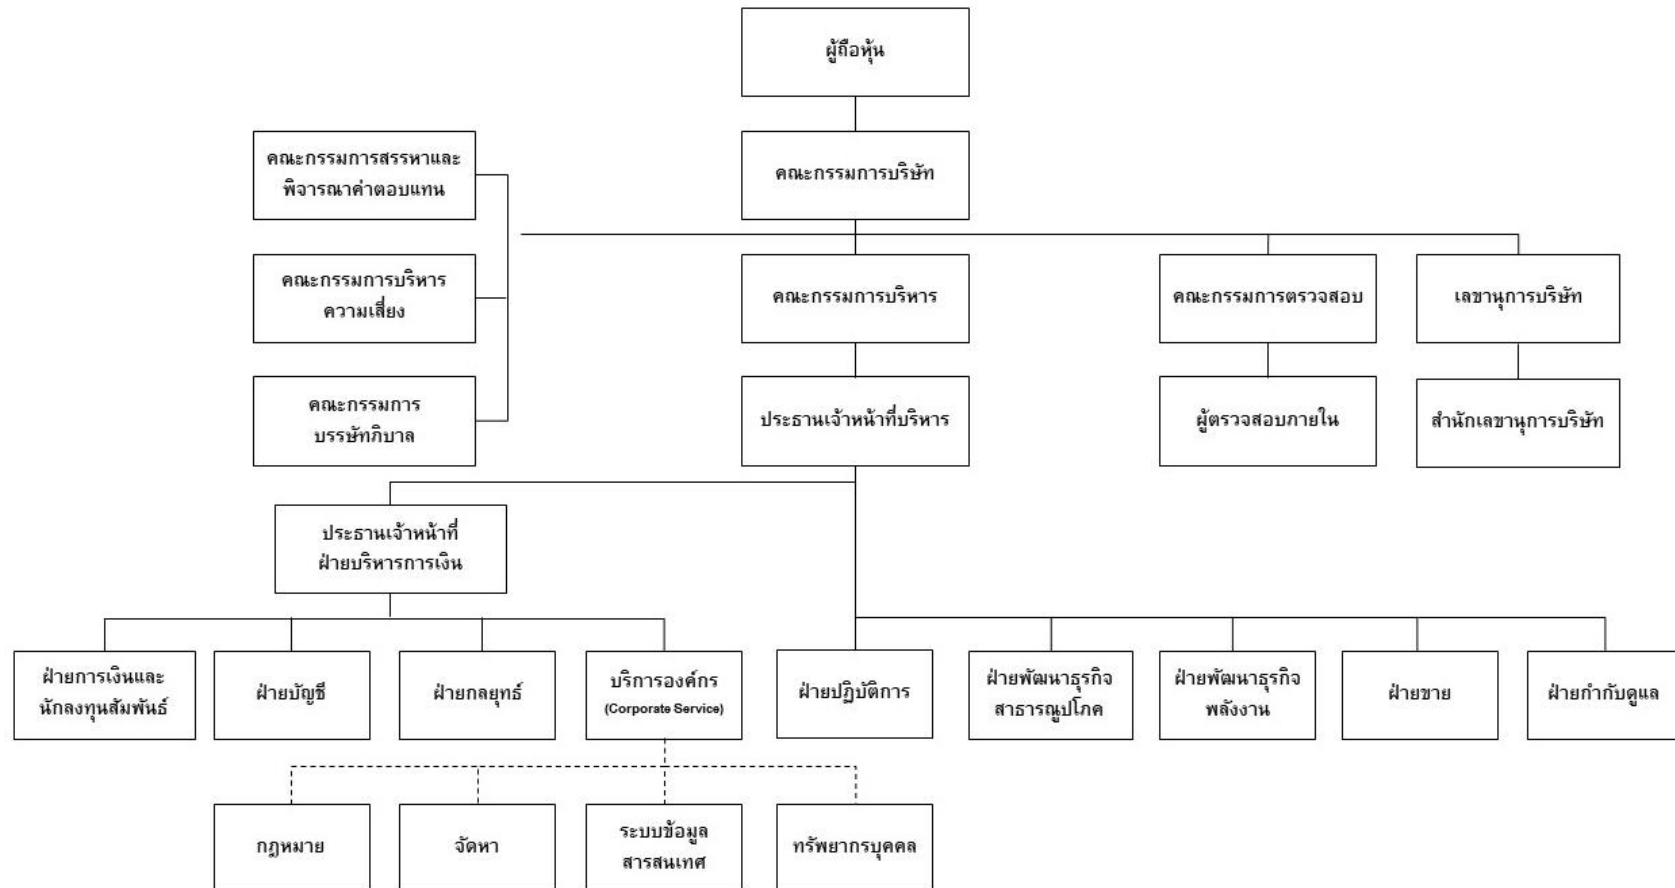 ผู้ถือหุ้น
คณะกรรมการสรรหาและ
พิจารณาค่าตอบแทน
คณะกรรมการบริษัท
คณะกรรมการบริหาร
ความเสี่ยง
คณะกรรมการบริหาร
คณะกรรมการตรวจสอบ
เลขานุการบริษัท
คณะกรรมการ
บรรษัทภิบาล
ประธานเจ้าหน้าที่บริหาร
ผู้ตรวจสอบภายใน
สำนักเลขานุการบริษัท
ประธานเจ้าหน้าที่
ฝ่ายบริหารการเงิน
ฝ่ายการเงินและ
นักลงทุนสัมพันธ์
ฝ่ายบัญชี
ฝ่ายกลยุทธ์
บริการองค์กร
(Corporate Service)
ฝ่ายปฏิบัติการ
ฝ่ายพัฒนาธุรกิจ
สาธารณูปโภค
ฝ่ายพัฒนาธุรกิจ
พลังงาน
ฝ่ายขาย
ฝ่ายกำกับดูแล
กฎหมาย
จัดหา
ระบบข้อมูล
สารสนเทศ
ทรัพยากรบุคคล